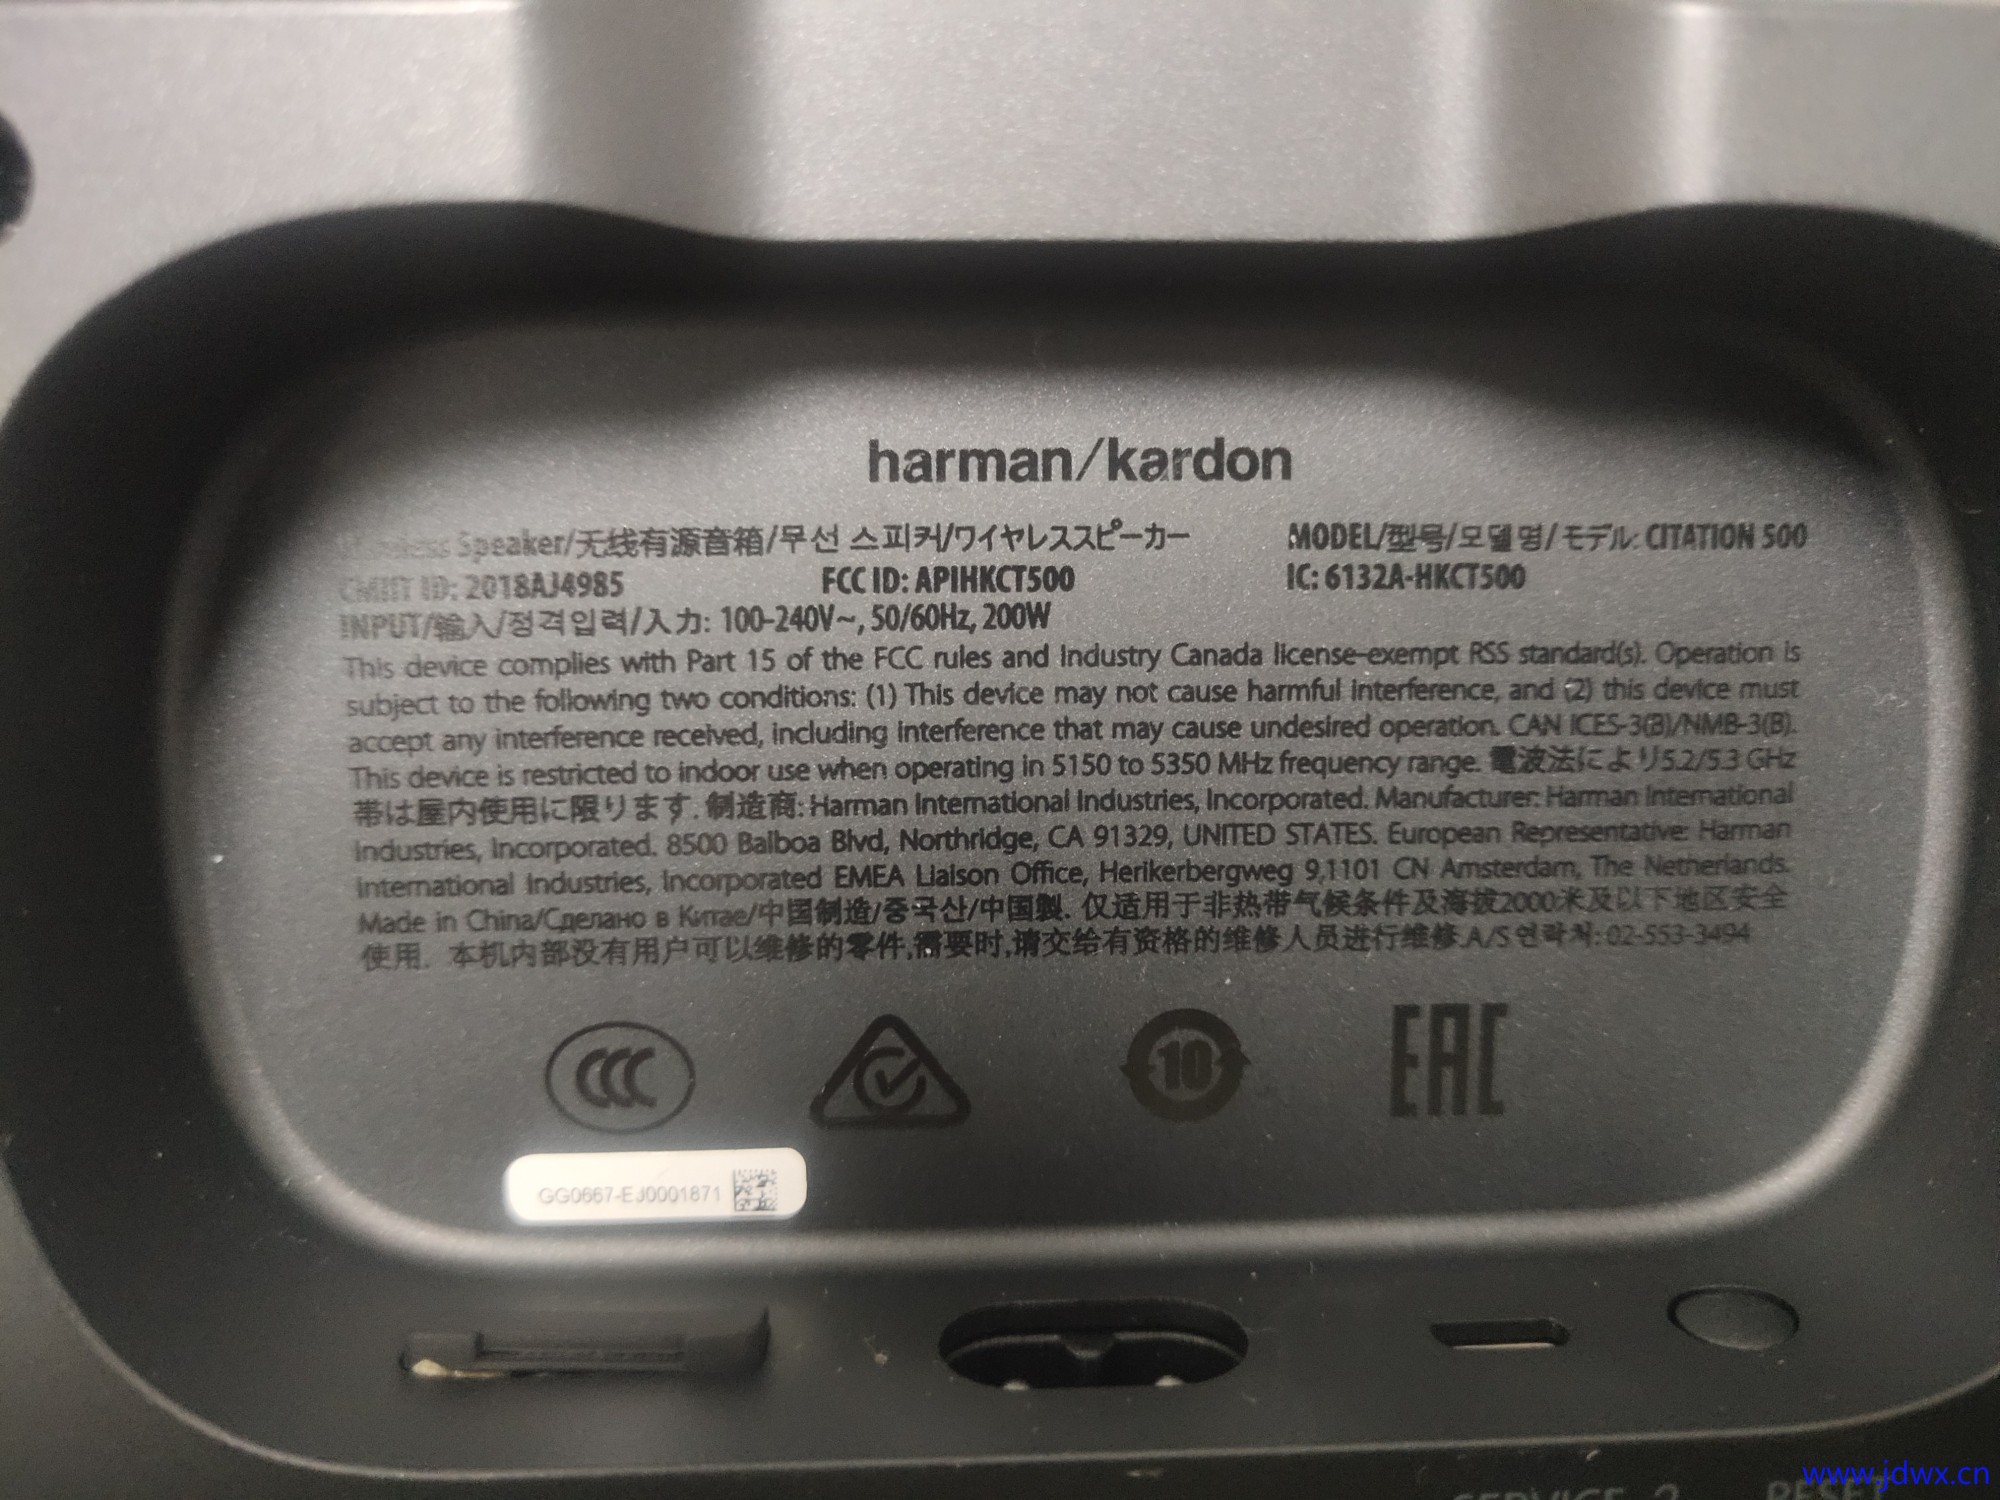 harman/kardon
Speaker/无线有源音箱/무선 스피커/ワイヤレススピーカー MODEL/型号/모델명/モデル: CITATION 500
CMIIT ID: 2018AJ4985 FCC ID: APIHKCT500 IC: 6132A-HKCT500
INPUT/输入/정격입력/入力: 100-240V~, 50/60Hz, 200W
This device complies with Part 15 of the FCC rules and Industry Canada license-exempt RSS standard(s). Operation is
subject to the following two conditions: (1) This device may not cause harmful interference, and (2) this device must
accept any interference received, including interference that may cause undesired operation. CAN ICES-3(B)/NMB-3(B).
This device is restricted to indoor use when operating in 5150 to 5350 MHz frequency range. 電波法により5.2/5.3 GHz
帯は屋内使用に限ります. 制造商: Harman International Industries, Incorporated. Manufacturer: Harman International
Industries, Incorporated. 8500 Balboa Blvd, Northridge, CA 91329, UNITED STATES. European Representative: Harman
International Industries, Incorporated EMEA Liaison Office, Herikerbergweg 9,1101 CN Amsterdam, The Netherlands.
Made in China/Сделано в Китае/中国制造/중국산/中国製. 仅适用于非热带气候条件及海拔2000米及以下地区安全
使用. 本机内部没有用户可以维修的零件,需要时,请交给有资格的维修人员进行维修.A/S 연락처: 02-553-3494
CCC
10
EAC
GG0667-EJ0001871
SERVICE 2 RESET
www.jdwx.cn